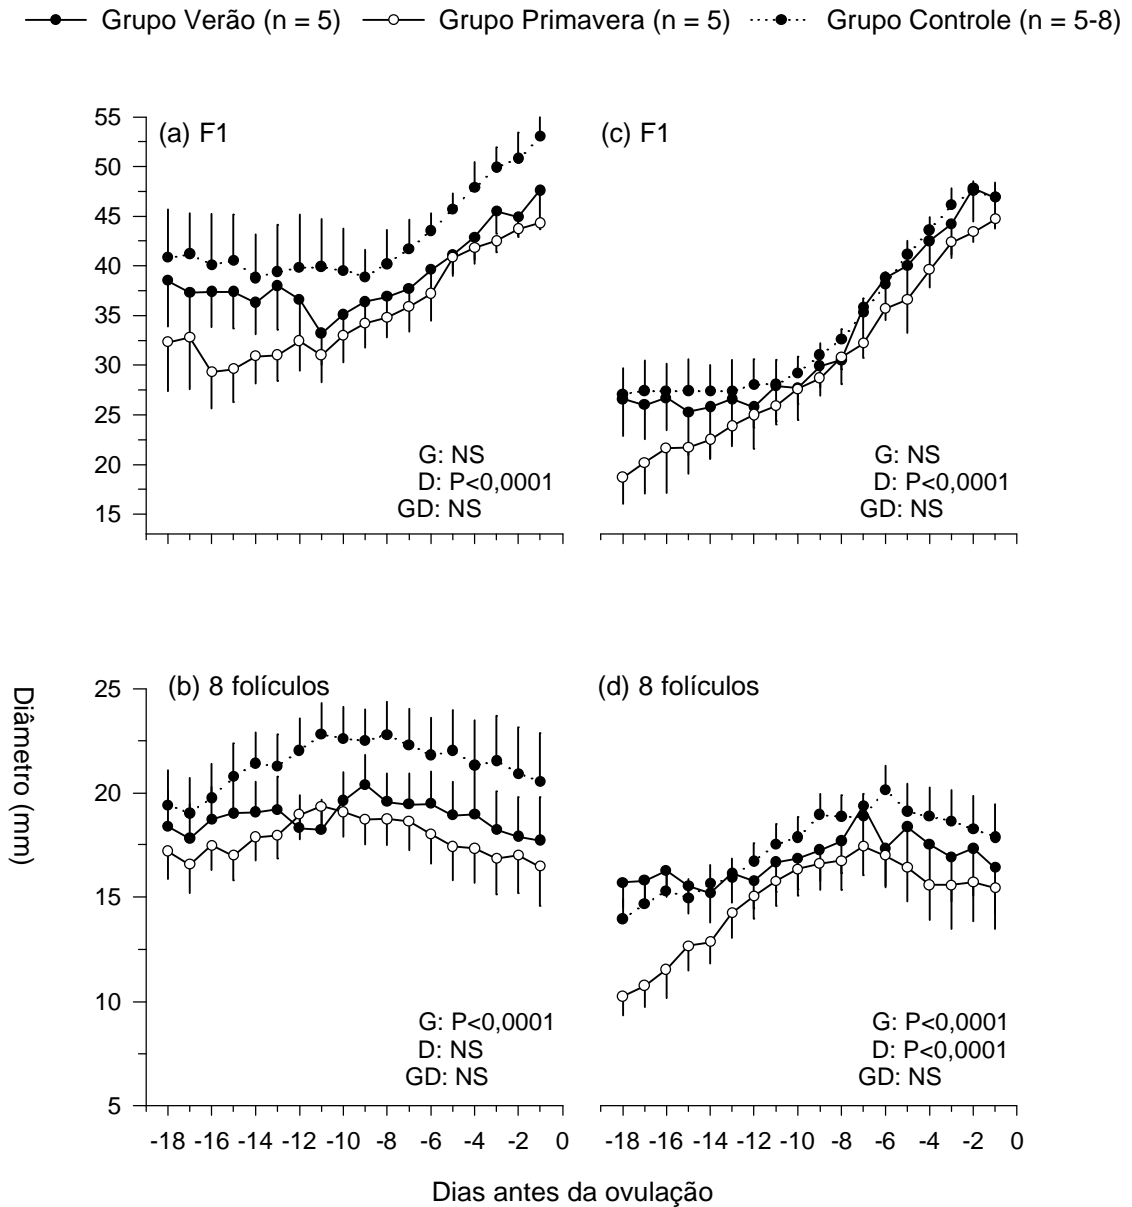 Grupo Verão (n = 5) Grupo Primavera (n = 5) Grupo Controle (n = 5-8)
(a) F1
55
50
45
40
35
30
25
20
15
G: NS
D: P<0,0001
GD: NS
(c) F1
G: NS
D: P<0,0001
GD: NS
Diâmetro (mm)
(b) 8 folículos
25
20
15
10
5
G: P<0,0001
D: NS
GD: NS
-18 -16 -14 -12 -10 -8 -6 -4 -2 0
(d) 8 folículos
G: P<0,0001
D: P<0,0001
GD: NS
-18 -16 -14 -12 -10 -8 -6 -4 -2 0
Dias antes da ovulação